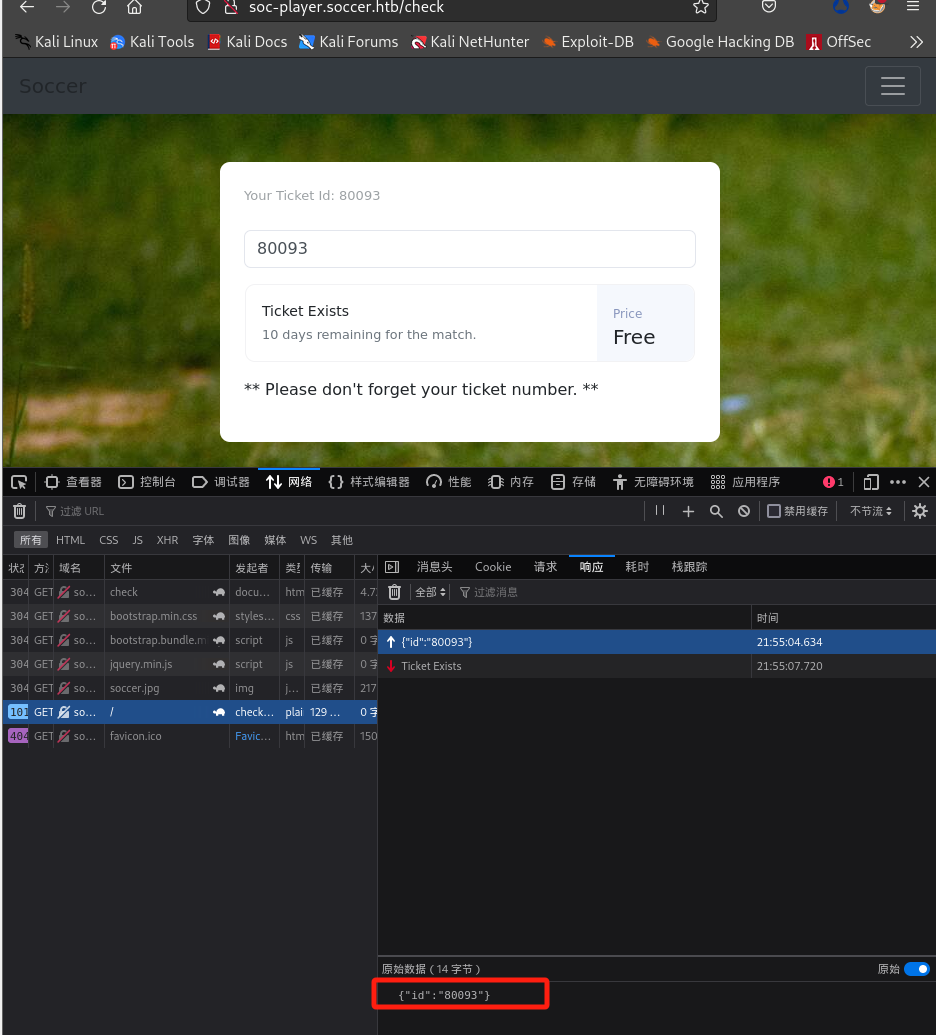 soc-player.soccer.htb/check
Kali Linux Kali Tools Kali Docs Kali Forums Kali NetHunter Exploit-DB Google Hacking DB OffSec
Soccer
Your Ticket Id: 80093
80093
Ticket Exists
10 days remaining for the match.
Price
Free
** Please don't forget your ticket number. **
查看器 控制台 调试器 网络 样式编辑器 性能 内存 存储 无障碍环境 应用程序 1
过滤 URL
禁用缓存 不节流
所有 HTML CSS JS XHR 字体 图像 媒体 WS 其他
域名 文件 发起者 传输
304 GET so... check docu... htm 已缓存 4.7
304 GET so... bootstrap.min.css styles... css 已缓存 137
304 GET so... bootstrap.bundle.m script js 已缓存 0 字
304 GET so... jquery.min.js script js 已缓存 0 字
304 GET so... soccer.jpg img j... 已缓存 217
101 GET so... / check... plai 129 ... 0 字
404 GET so... favicon.ico Favic... htm 已缓存 150
消息头 Cookie 请求 响应 耗时 栈跟踪
全部 过滤消息
数据 时间
{"id":"80093"} 21:55:04.634
Ticket Exists 21:55:07.720
原始数据（14 字节） 原始
{"id":"80093"}